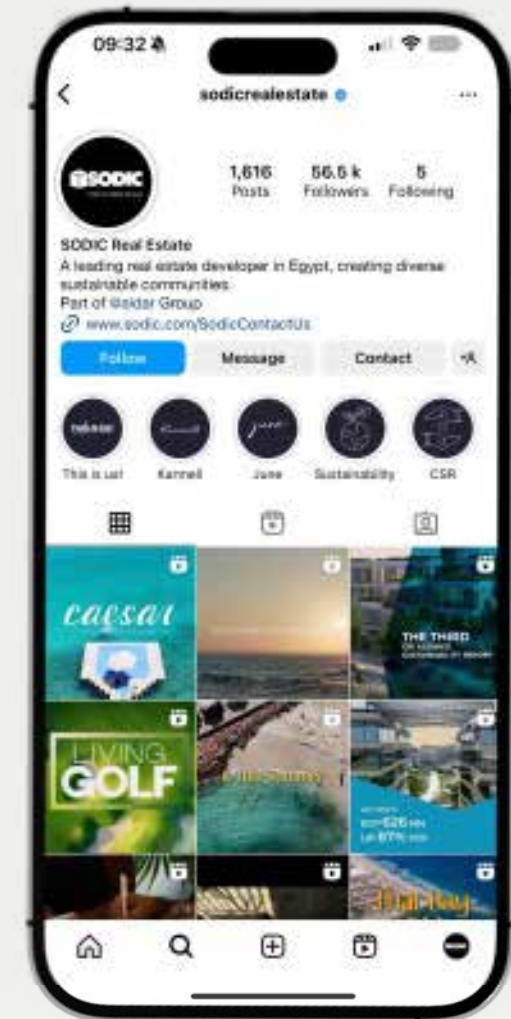 09:32
sodicrealestate
SODIC
1,616
Posts
56.5 k
Followers
5
Following
SODIC Real Estate
A leading real estate developer in Egypt, creating diverse
sustainable communities
Part of @aldar Group
www.sodic.com/SodicContactUs
Follow
Message
Contact
This is us!
Karmell
June
Sustainability
CSR
caesar
THE THIRD
LIVING
GOLF